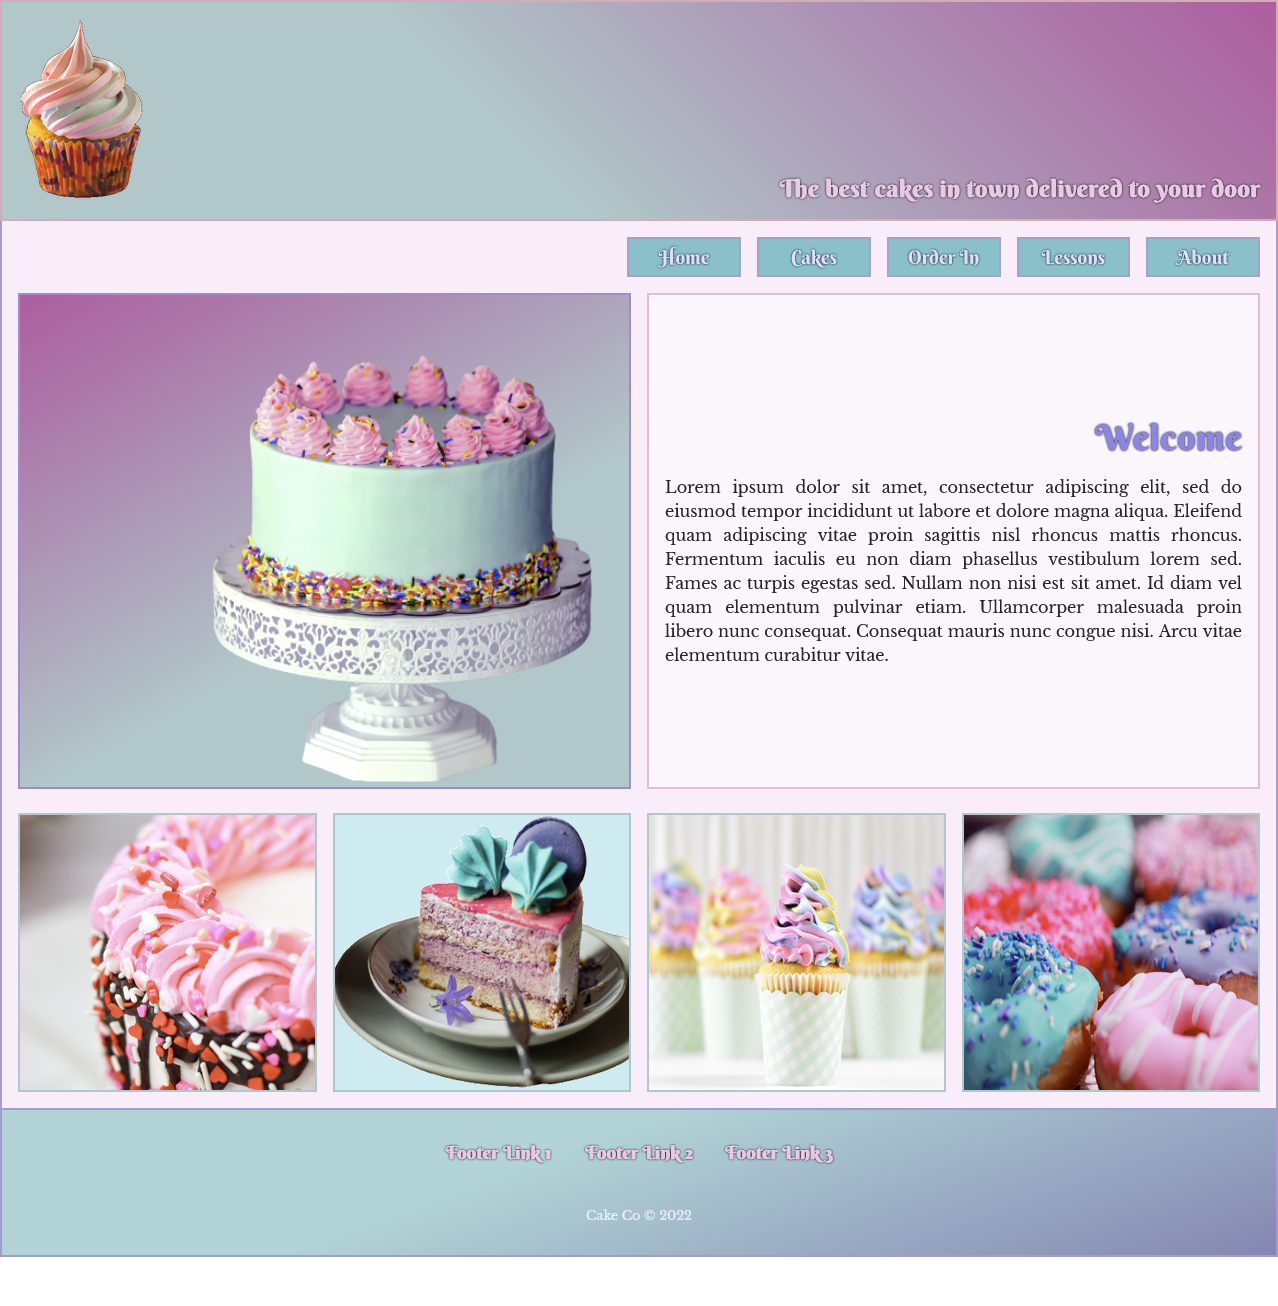 The best cakes in town delivered to your door
Home
Cakes
Order In
Lessons
About
Welcome
Lorem ipsum dolor sit amet, consectetur adipiscing elit, sed do
eiusmod tempor incididunt ut labore et dolore magna aliqua. Eleifend
quam adipiscing vitae proin sagittis nisl rhoncus mattis rhoncus.
Fermentum iaculis eu non diam phasellus vestibulum lorem sed.
Fames ac turpis egestas sed. Nullam non nisi est sit amet. Id diam vel
quam elementum pulvinar etiam. Ullamcorper malesuada proin
libero nunc consequat. Consequat mauris nunc congue nisi. Arcu vitae
elementum curabitur vitae.
Footer Link 1
Footer Link 2
Footer Link 3
Cake Co © 2022